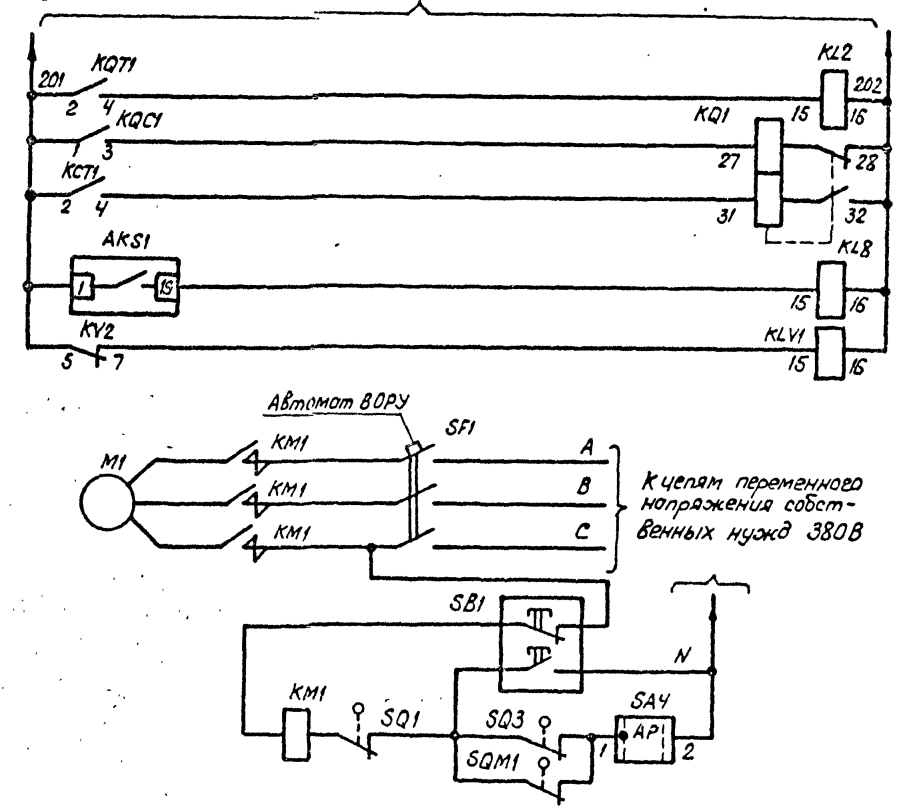 KQT1
KL2
201
202
2 4
15 16
KQC1
KQ1
1 3
27 28
KCT1
2 4
31 32
AKS1
KL8
1 19
15 16
KV2
KLV1
5 7
15 16
Автомат ВОРУ
SF1
M1
KM1
A
KM1
B
KM1
C
К цепям переменного
напряжения собст-
венных нужд 380В
SB1
N
KM1
SQ1
SQ3
SA4
AP
1 2
SQM1